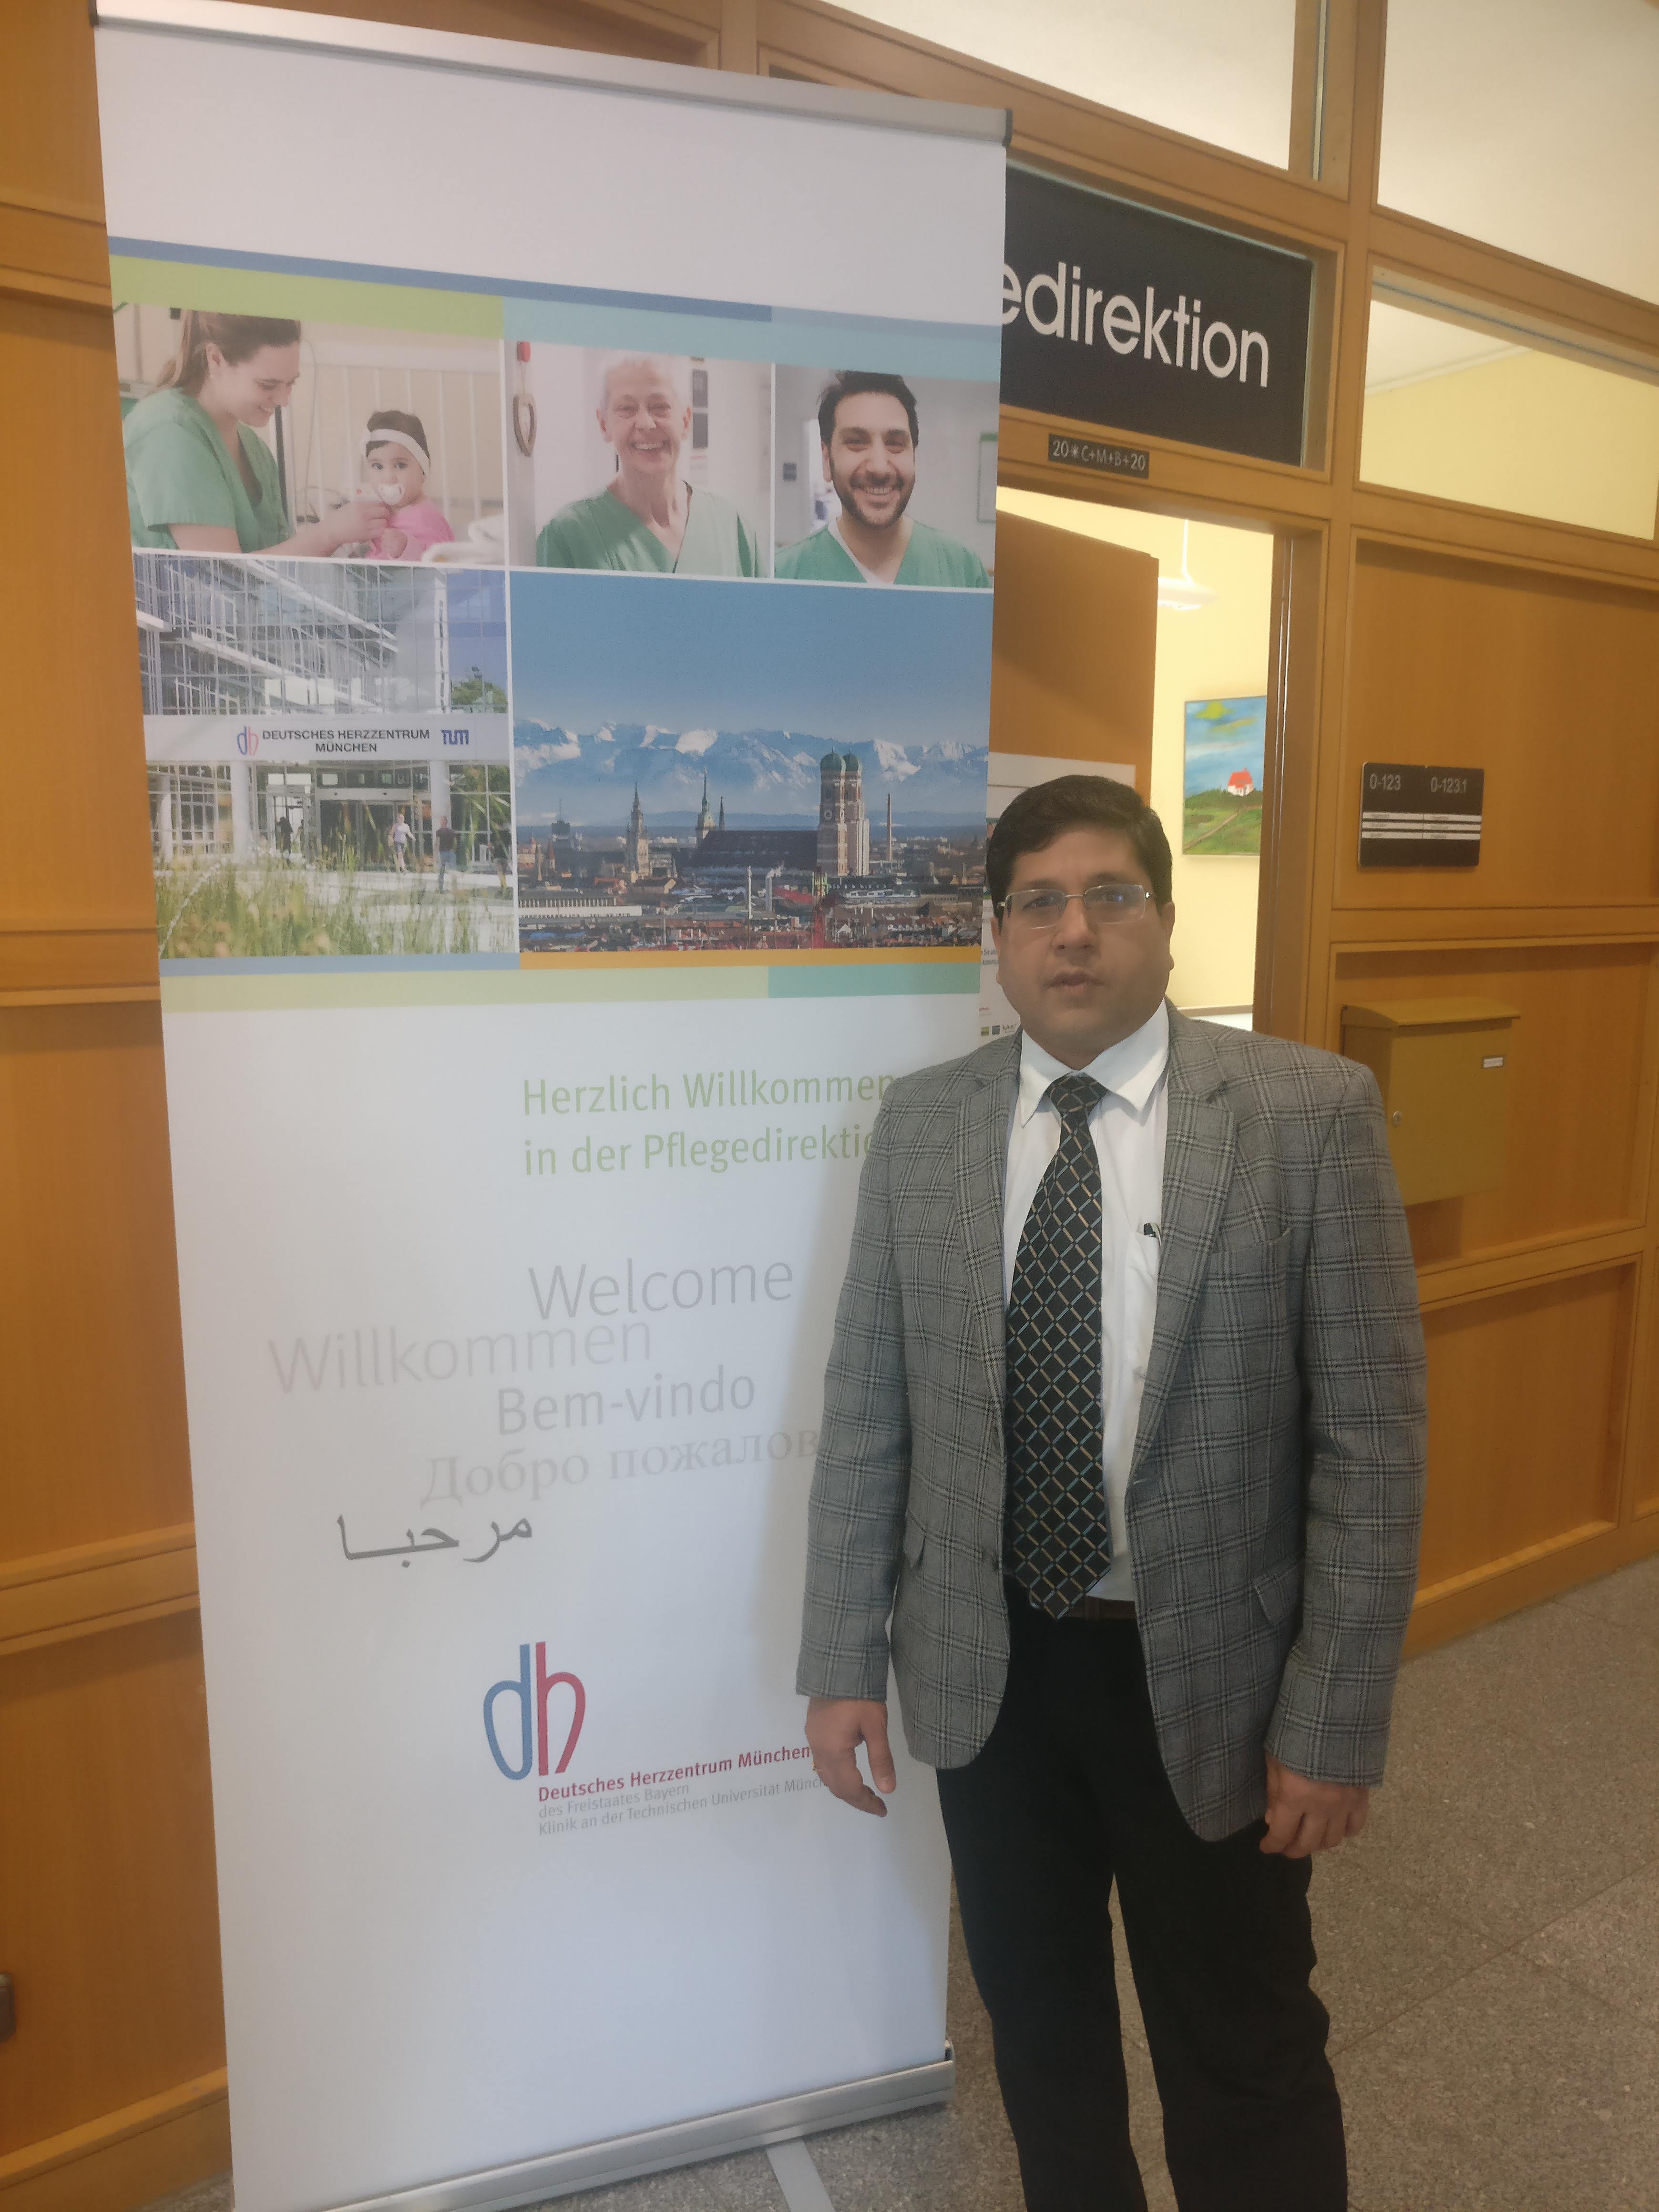 edirektion
20*C+M+B+20
DEUTSCHES HERZZENTRUM
MÜNCHEN
TUM
0-123 0-123.1
Herzlich Willkommen
in der Pflegedirektio
Welcome
Willkommen
Bem-vindo
Добро пожалов
مرحبا
dh
Deutsches Herzzentrum München
des Freistaates Bayern
Klinik an der Technischen Universität Münc